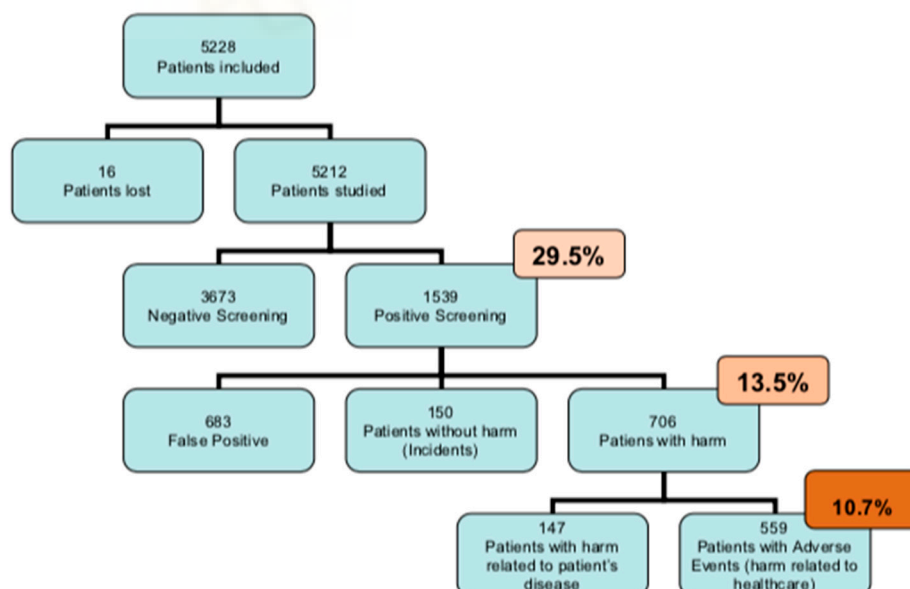 5228
Patients included
16
Patients lost
5212
Patients studied
29.5%
3673
Negative Screening
1539
Positive Screening
13.5%
683
False Positive
150
Patients without harm
(Incidents)
706
Patiens with harm
10.7%
147
Patients with harm
related to patient's
disease
559
Patients with Adverse
Events (harm related to
healthcare)